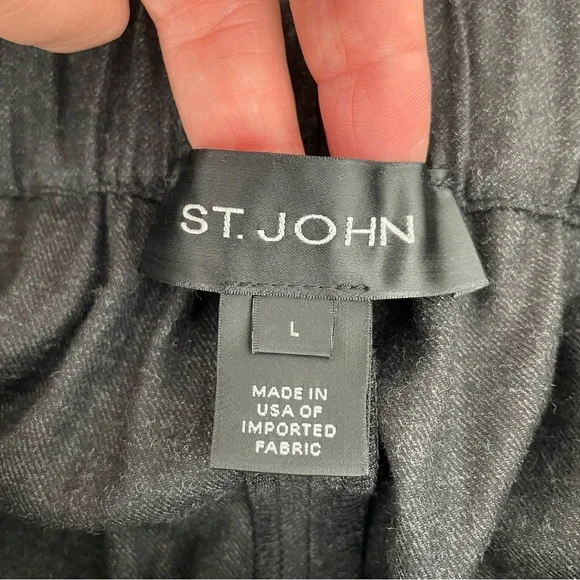 ST. JOHN
L
MADE IN
USA OF
IMPORTED
FABRIC